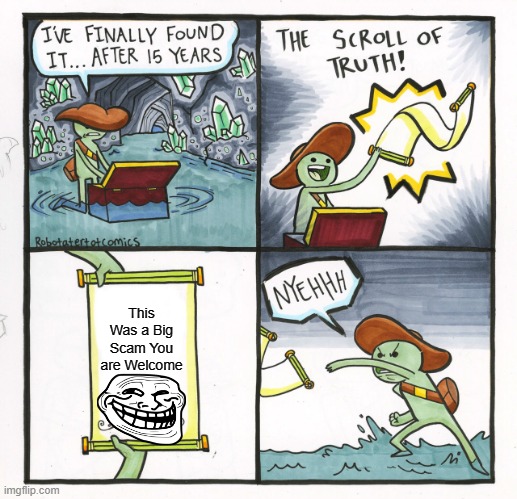 I'VE FINALLY FOUND
IT... AFTER 15 YEARS
THE SCROLL OF
TRUTH!
Robotatertotcomics
This
Was a Big
Scam You
are Welcome
NYEHHH
imgflip.com